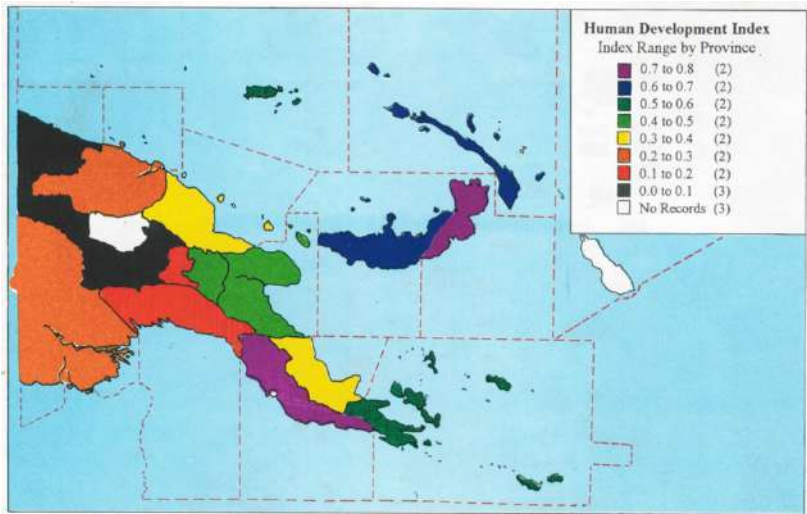 Human Development Index
Index Range by Province
0.7 to 0.8 (2)
0.6 to 0.7 (2)
0.5 to 0.6 (2)
0.4 to 0.5 (2)
0.3 to 0.4 (2)
0.2 to 0.3 (2)
0.1 to 0.2 (2)
0.0 to 0.1 (3)
No Records (3)